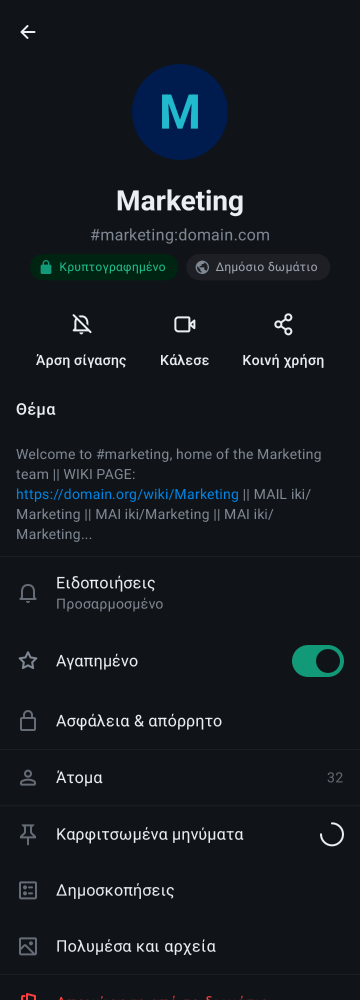 M
Marketing
#marketing:domain.com
Κρυπτογραφημένο Δημόσιο δωμάτιο
Άρση σίγασης Κάλεσε Κοινή χρήση
Θέμα
Welcome to #marketing, home of the Marketing
team || WIKI PAGE:
https://domain.org/wiki/Marketing || MAIL iki/
Marketing || MAI iki/Marketing || MAI iki/
Marketing...
Ειδοποιήσεις
Προσαρμοσμένο
Αγαπημένο
Ασφάλεια & απόρρητο
Άτομα 32
Καρφιτσωμένα μηνύματα
Δημοσκοπήσεις
Πολυμέσα και αρχεία